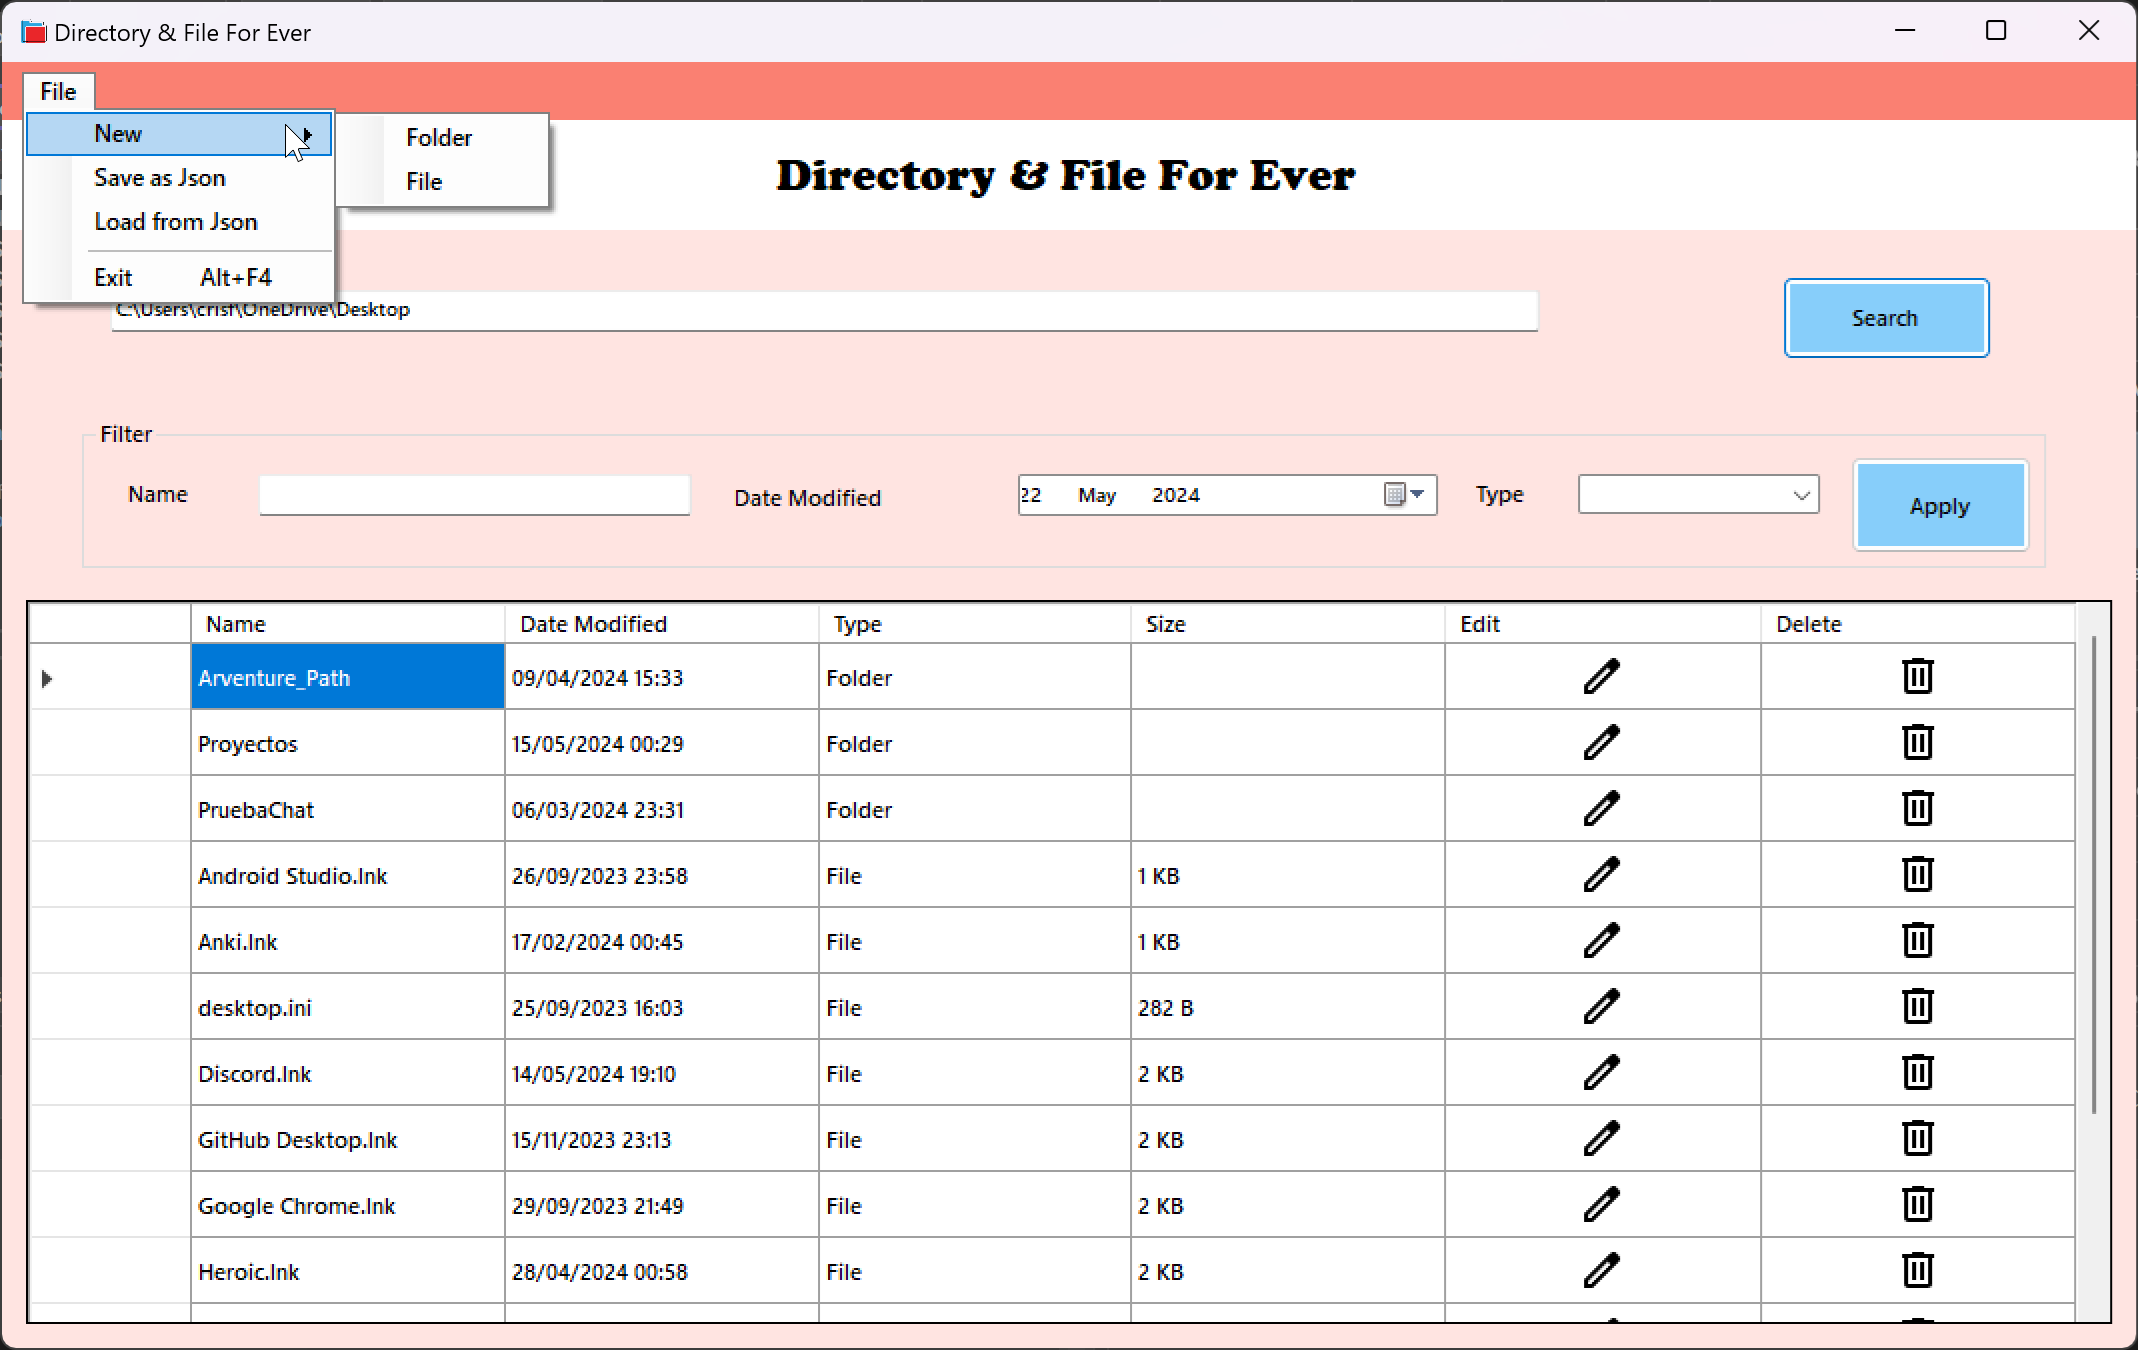 Directory & File For Ever
File
New
Folder
Save as Json
File
Load from Json
Exit Alt+F4
Directory & File For Ever
C:\Users\crisf\OneDrive\Desktop
Search
Filter
Name
Date Modified
22 May 2024
Type
Apply
Name Date Modified Type Size Edit Delete
Arventure_Path 09/04/2024 15:33 Folder
Proyectos 15/05/2024 00:29 Folder
PruebaChat 06/03/2024 23:31 Folder
Android Studio.lnk 26/09/2023 23:58 File 1 KB
Anki.lnk 17/02/2024 00:45 File 1 KB
desktop.ini 25/09/2023 16:03 File 282 B
Discord.lnk 14/05/2024 19:10 File 2 KB
GitHub Desktop.lnk 15/11/2023 23:13 File 2 KB
Google Chrome.lnk 29/09/2023 21:49 File 2 KB
Heroic.lnk 28/04/2024 00:58 File 2 KB